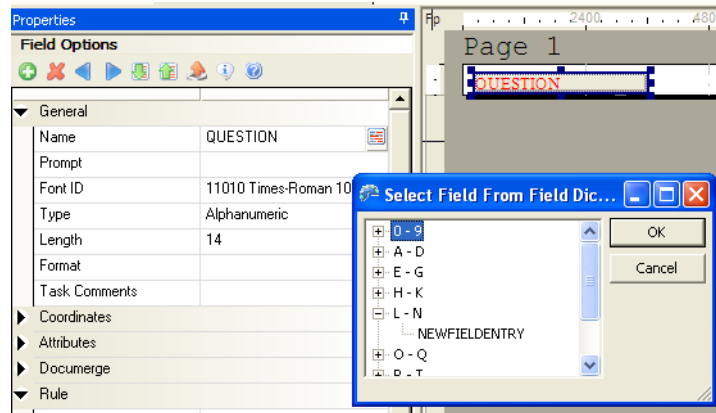 Properties
Field Options
General
Name QUESTION
Prompt
Font ID 11010 Times-Roman 10
Type Alphanumeric
Length 14
Format
Task Comments
Coordinates
Attributes
Documerge
Rule
Fp 2400 480
Page 1
QUESTION
Select Field From Field Dic...
0 - 9
A - D
E - G
H - K
L - N
NEWFIELDENTRY
O - Q
OK
Cancel